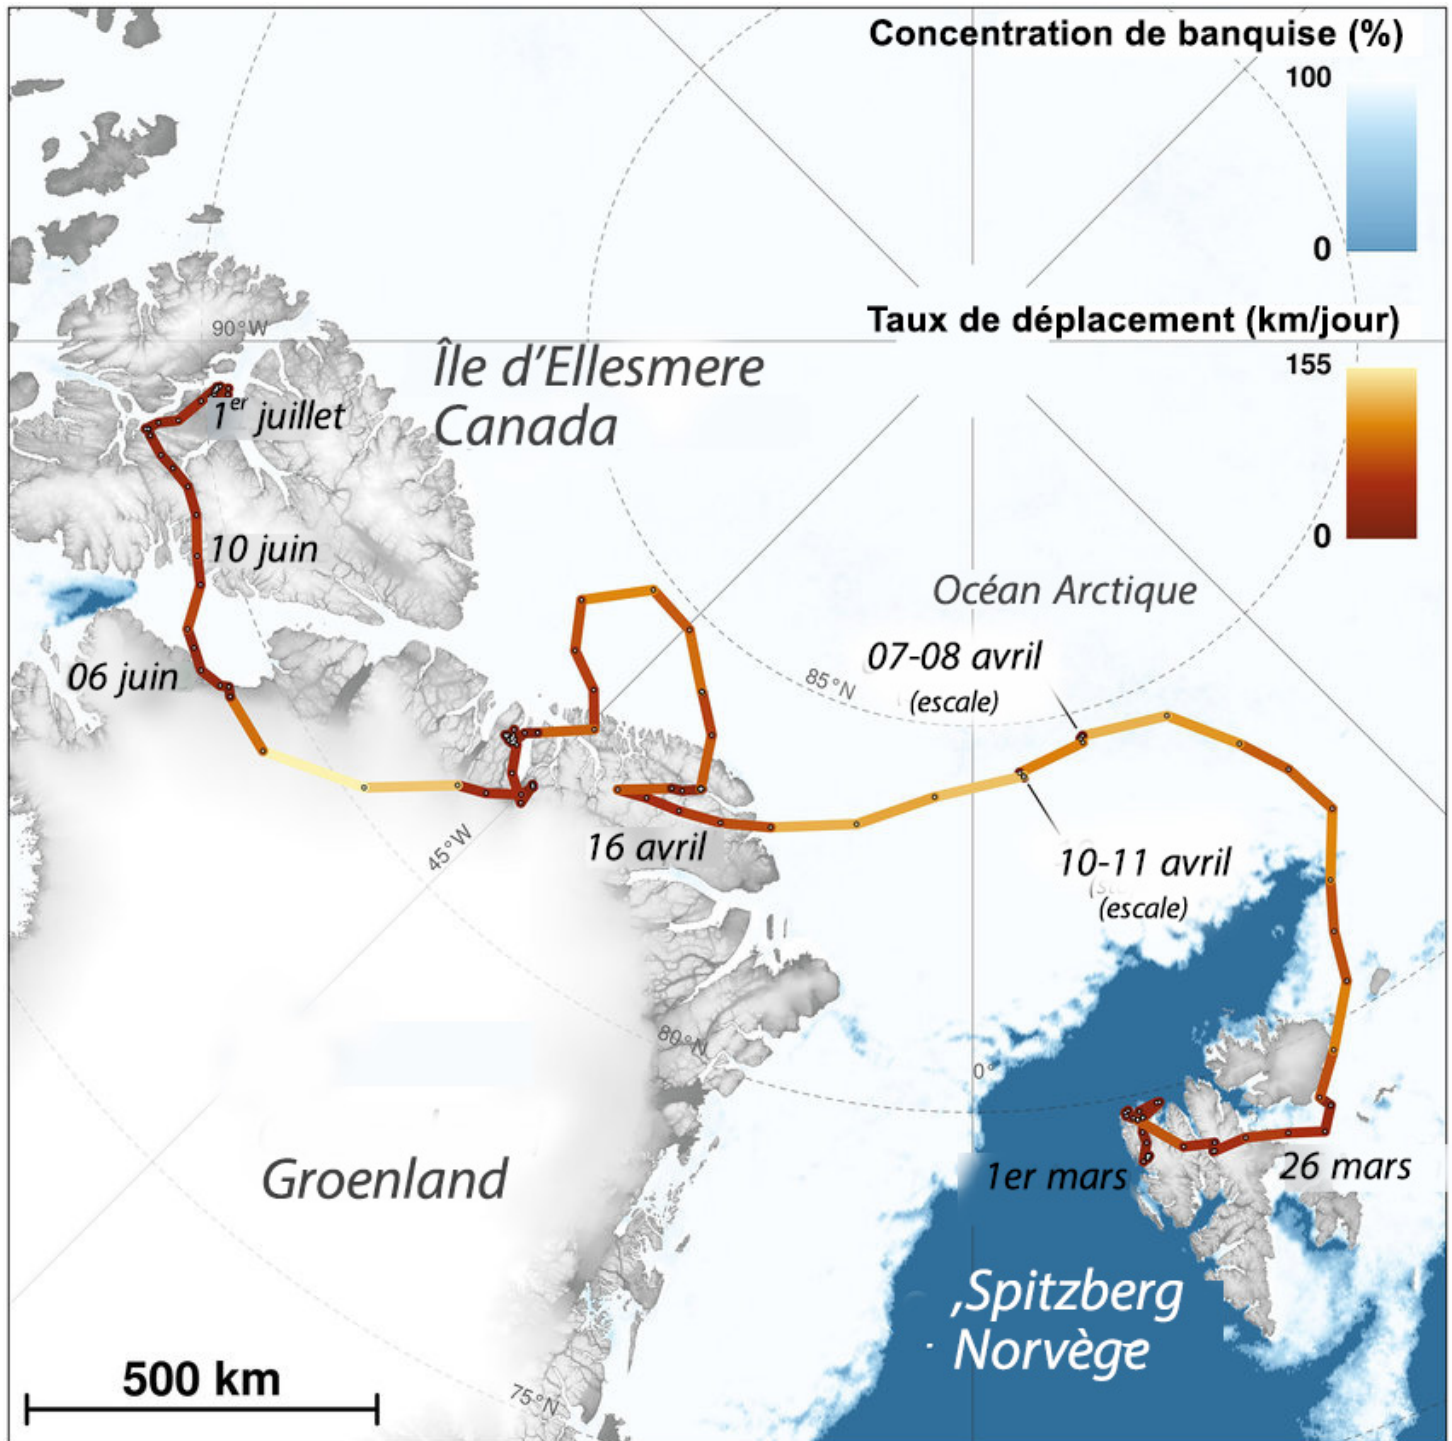 Concentration de banquise (%)
100
0
Taux de déplacement (km/jour)
155
0
90°W
Île d'Ellesmere
Canada
1er juillet
10 juin
Océan Arctique
07-08 avril
(escale)
85°N
06 juin
45°W
16 avril
10-11 avril
(escale)
80°N
0°
1er mars
26 mars
Groenland
,Spitzberg
Norvège
500 km
75°N